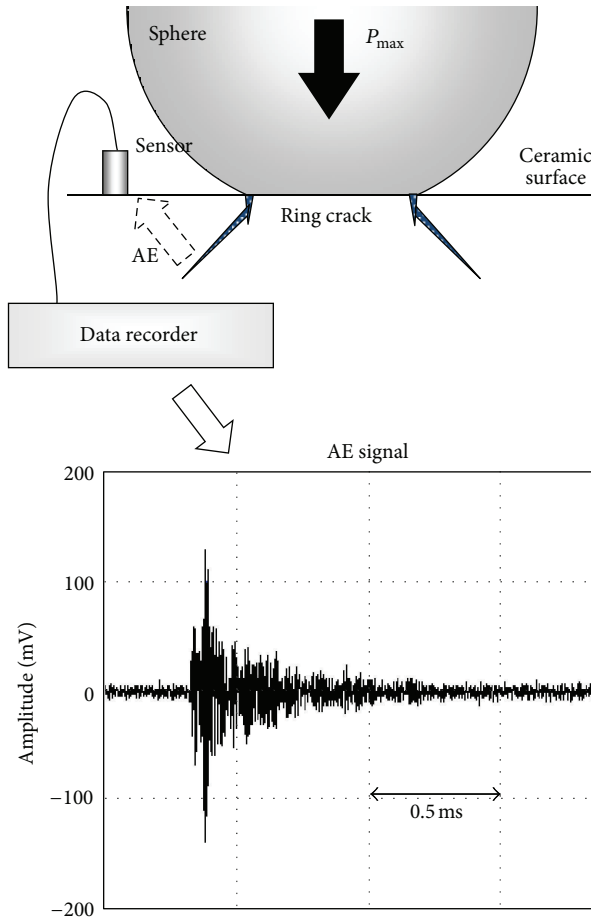 Sphere
P max
Sensor
Ceramic
surface
Ring crack
AE
Data recorder
AE signal
200
100
0
−100
−200
Amplitude (mV)
0.5 ms